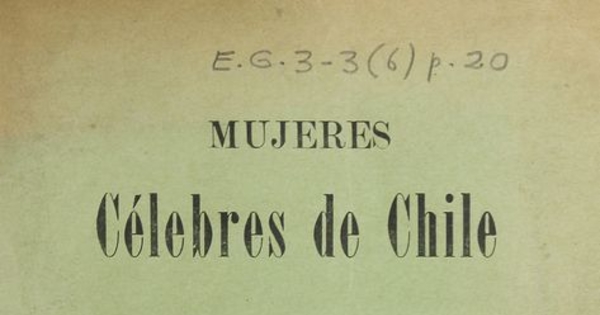 E.G.3-3(6) p.20
MUJERES
Célebres de Chile